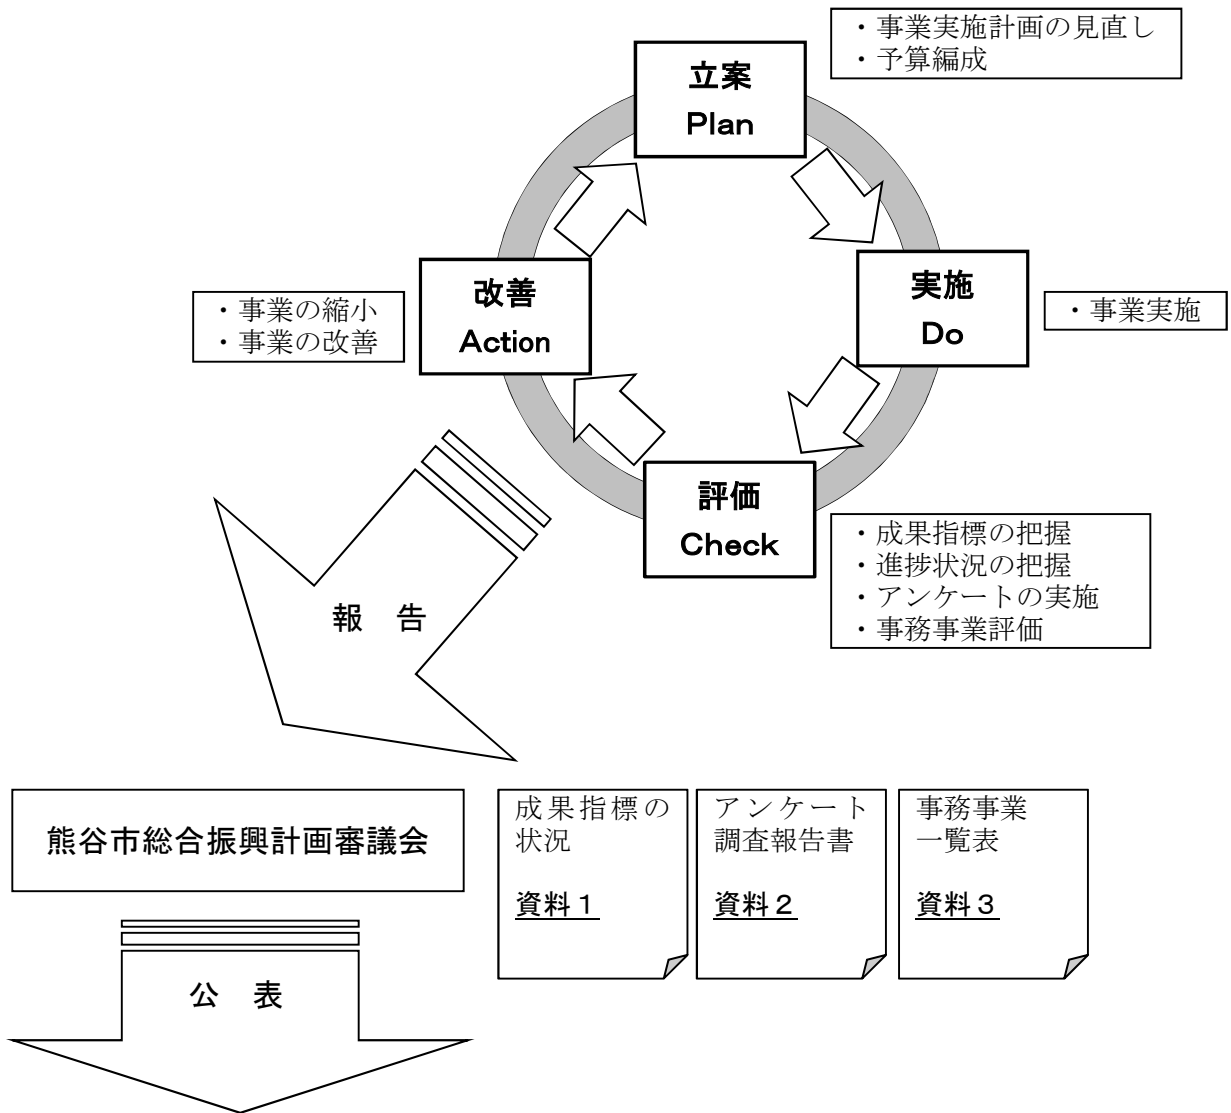 ・事業実施計画の見直し
・予算編成
立案
Plan
実施
Do
・事業実施
改善
Action
・事業の縮小
・事業の改善
評価
Check
・成果指標の把握
・進捗状況の把握
・アンケートの実施
・事務事業評価
報　告
熊谷市総合振興計画審議会
成果指標の
状況
資料１
アンケート
調査報告書
資料２
事務事業
一覧表
資料３
公　表